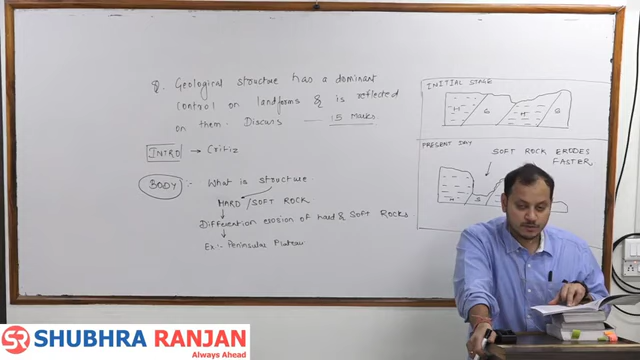 Q. Geological structure has a dominant
control on landforms & is reflected
on them. Discuss — 15 Marks
INTRO → Critiz
BODY :- What is structure
HARD / SOFT ROCK
Differention erosion of hard & SOFT ROCKS
Ex:- Peninsular Plateau
INITIAL STAGE
H S H S
PRESENT DAY
SOFT ROCK ERODES
FASTER
S
SR SHUBHRA RANJAN
Always Ahead